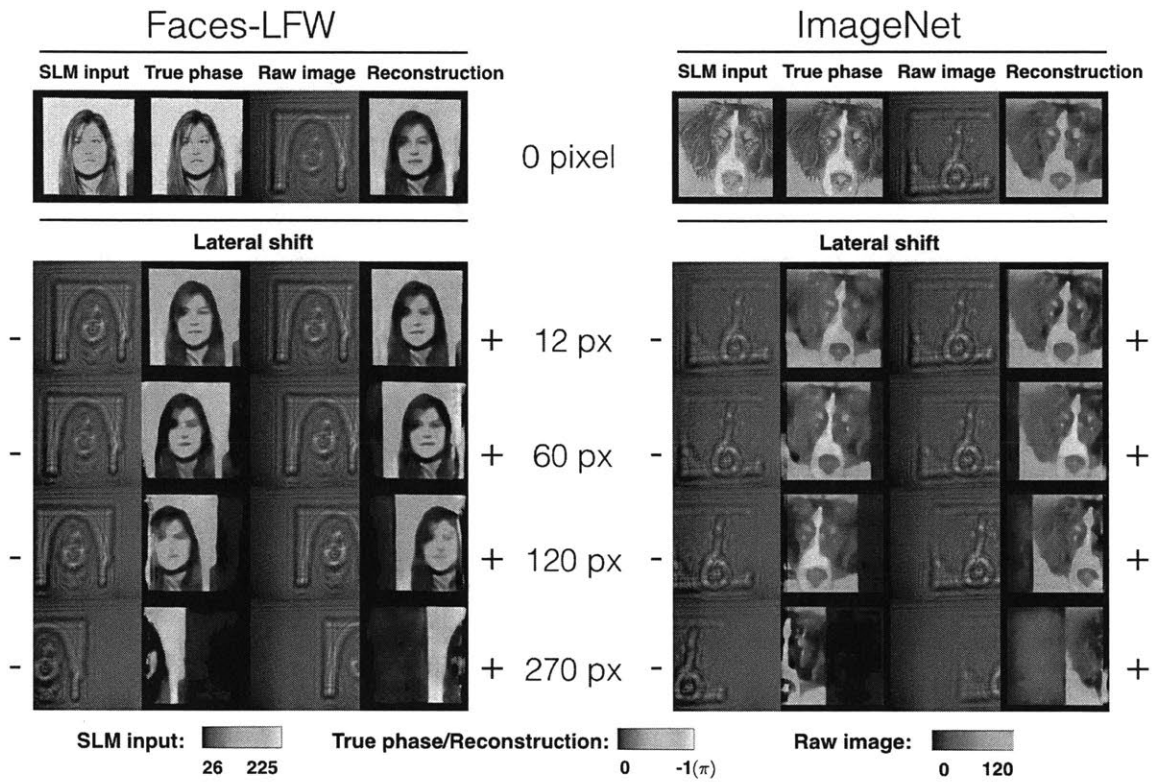 Faces-LFW ImageNet
SLM input True phase Raw image Reconstruction SLM input True phase Raw image Reconstruction
0 pixel
Lateral shift Lateral shift
- + 12 px - +
- + 60 px - +
- + 120 px - +
- + 270 px - +
SLM input: True phase/Reconstruction: Raw image:
26 225 0 -1(π) 0 120